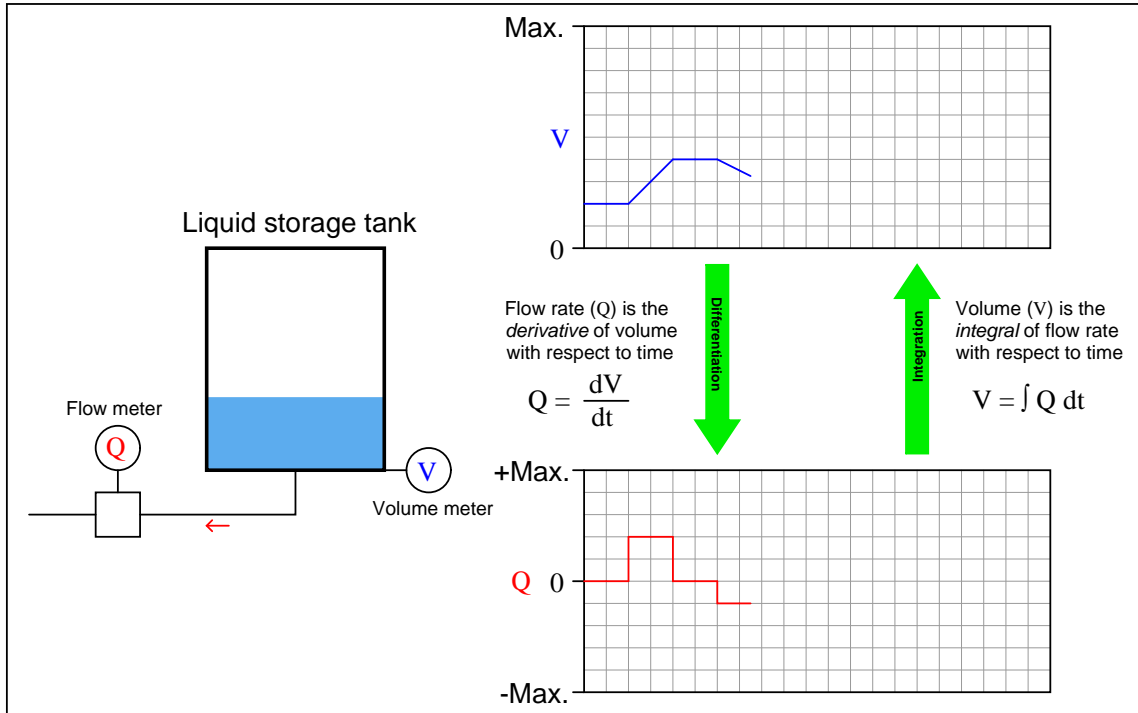 Max.
V
0
Liquid storage tank
Flow meter
Q
V
Volume meter
Flow rate (Q) is the
derivative of volume
with respect to time
Q = dV
dt
Differentiation
Integration
Volume (V) is the
integral of flow rate
with respect to time
V = ∫ Q dt
+Max.
Q 0
-Max.